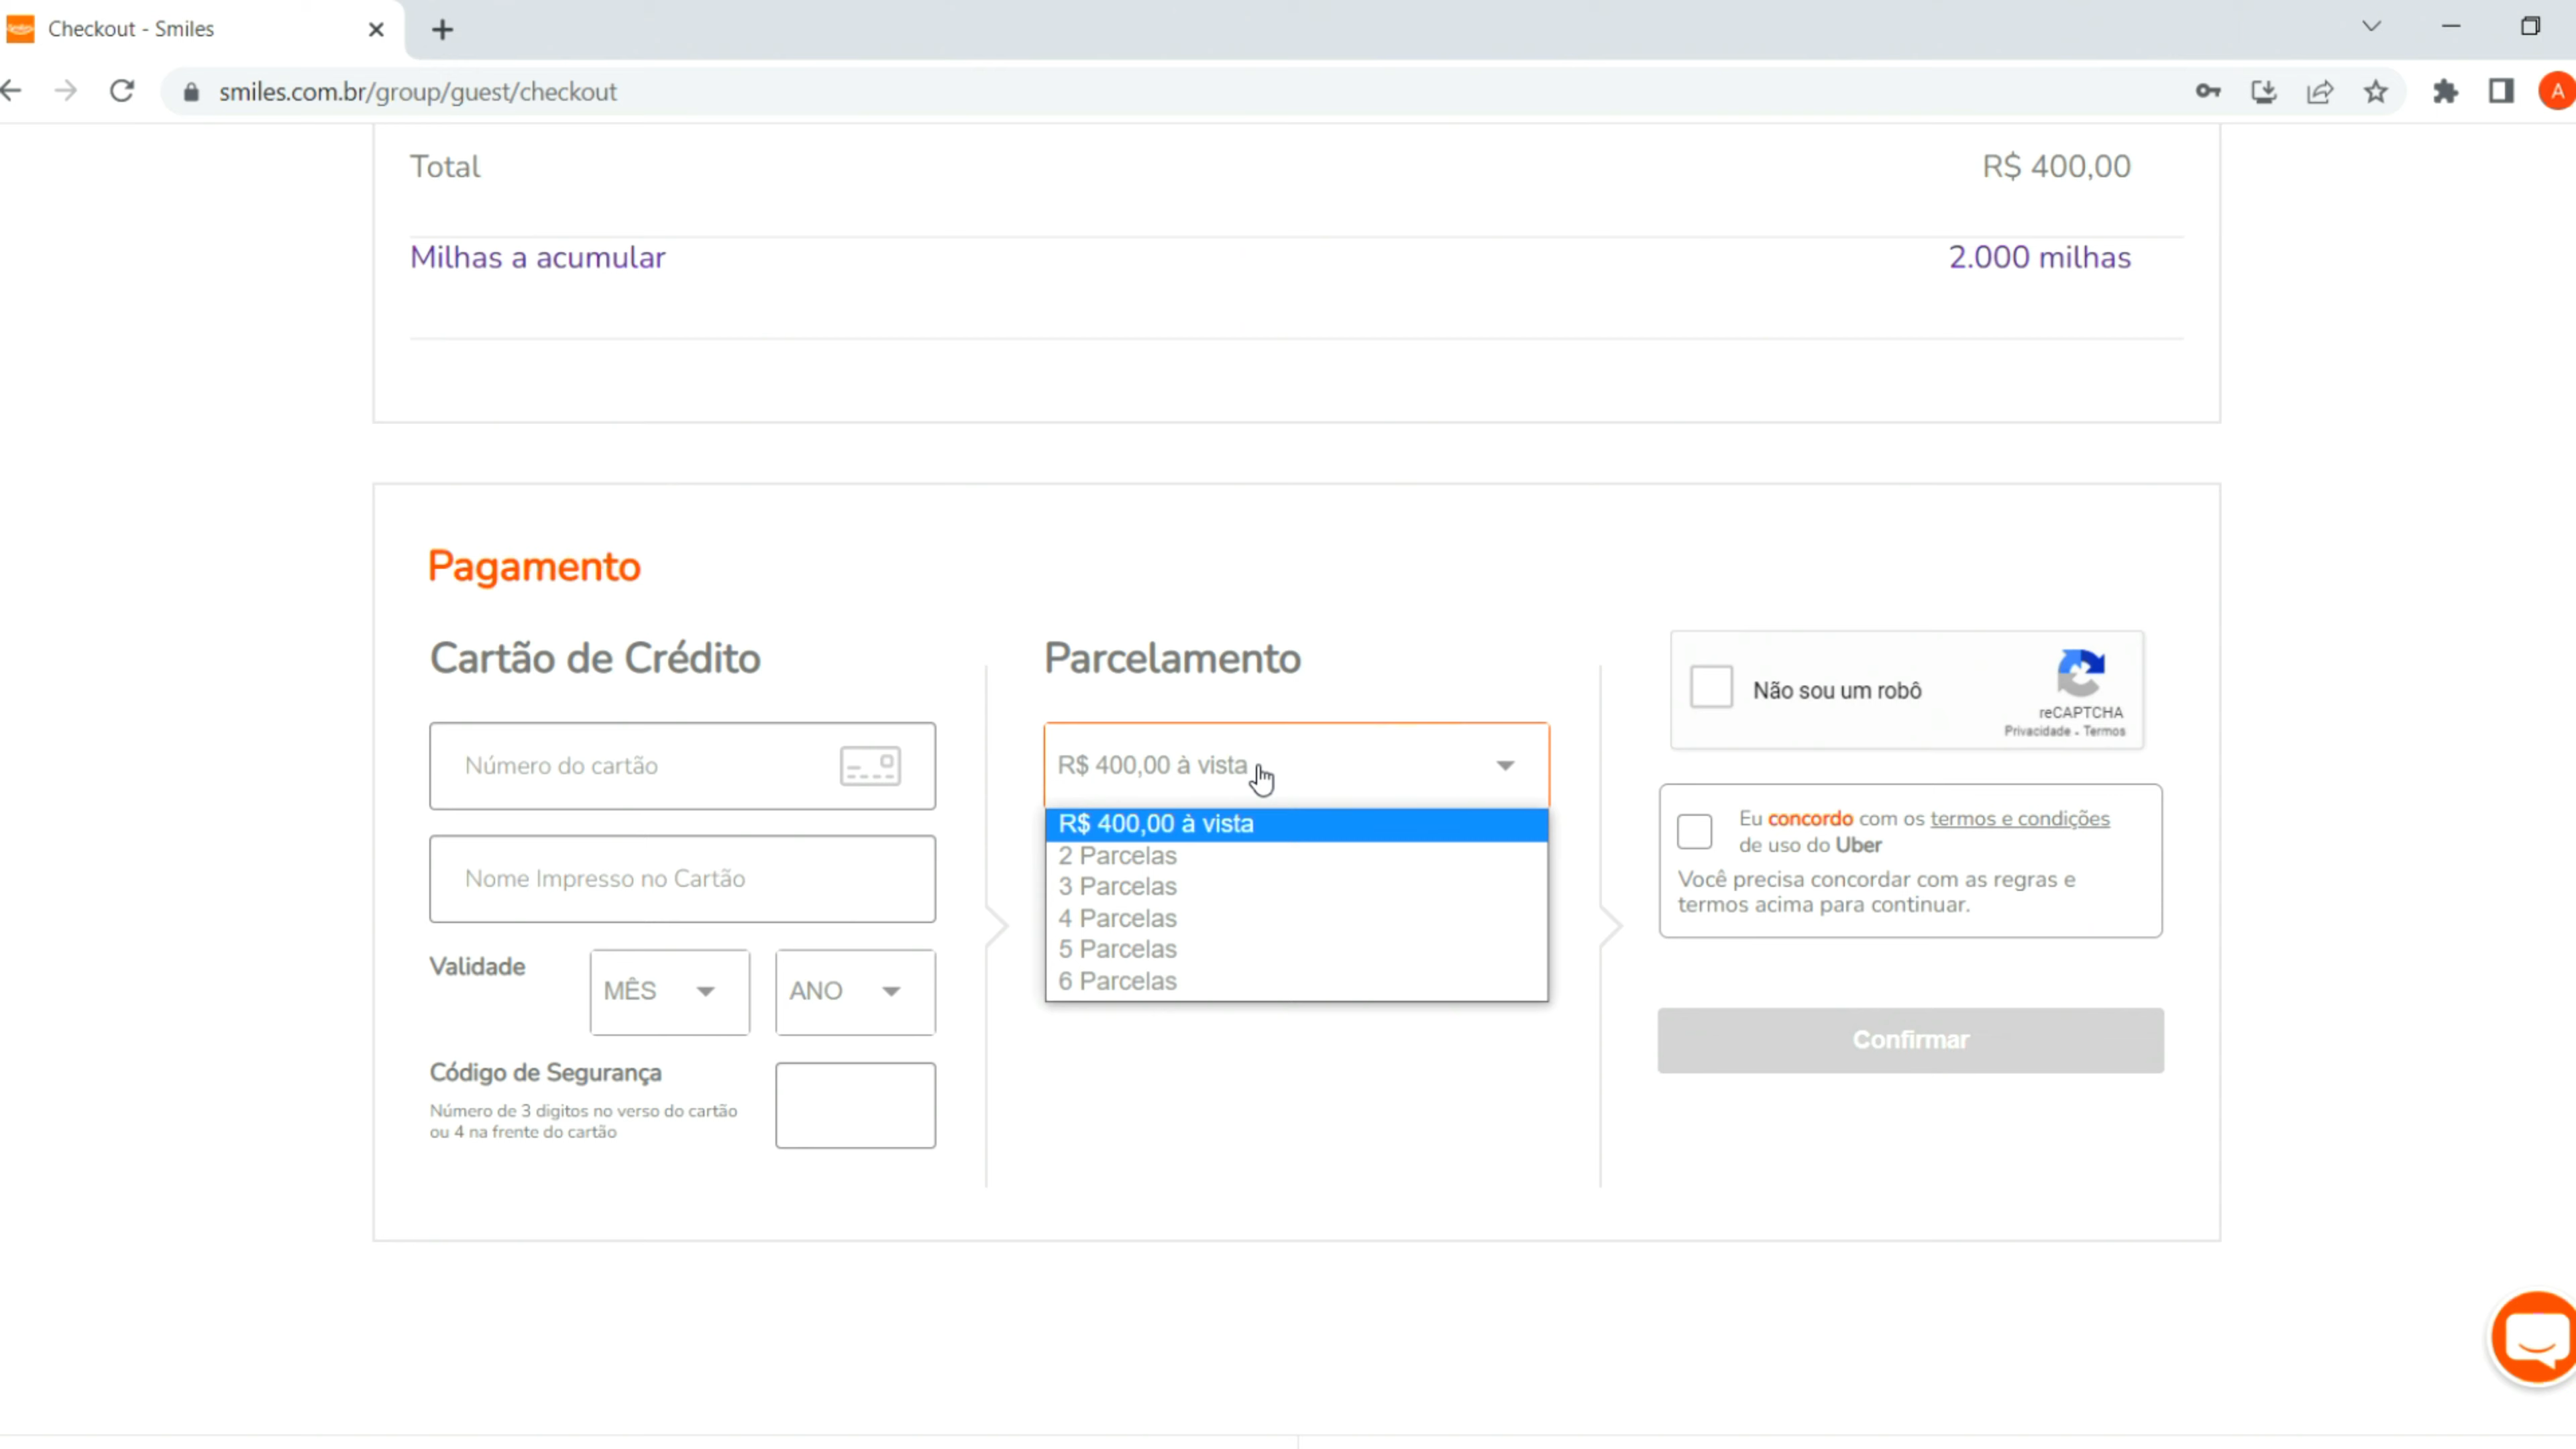 Checkout - Smiles
smiles.com.br/group/guest/checkout
A
Total R$ 400,00
Milhas a acumular 2.000 milhas
Pagamento
Cartão de Crédito
Número do cartão
Nome Impresso no Cartão
Validade
MÊS
ANO
Código de Segurança
Número de 3 digitos no verso do cartão
ou 4 na frente do cartão
Parcelamento
R$ 400,00 à vista
R$ 400,00 à vista
2 Parcelas
3 Parcelas
4 Parcelas
5 Parcelas
6 Parcelas
Não sou um robô
reCAPTCHA
Privacidade - Termos
Eu concordo com os termos e condições
de uso do Uber
Você precisa concordar com as regras e
termos acima para continuar.
Confirmar